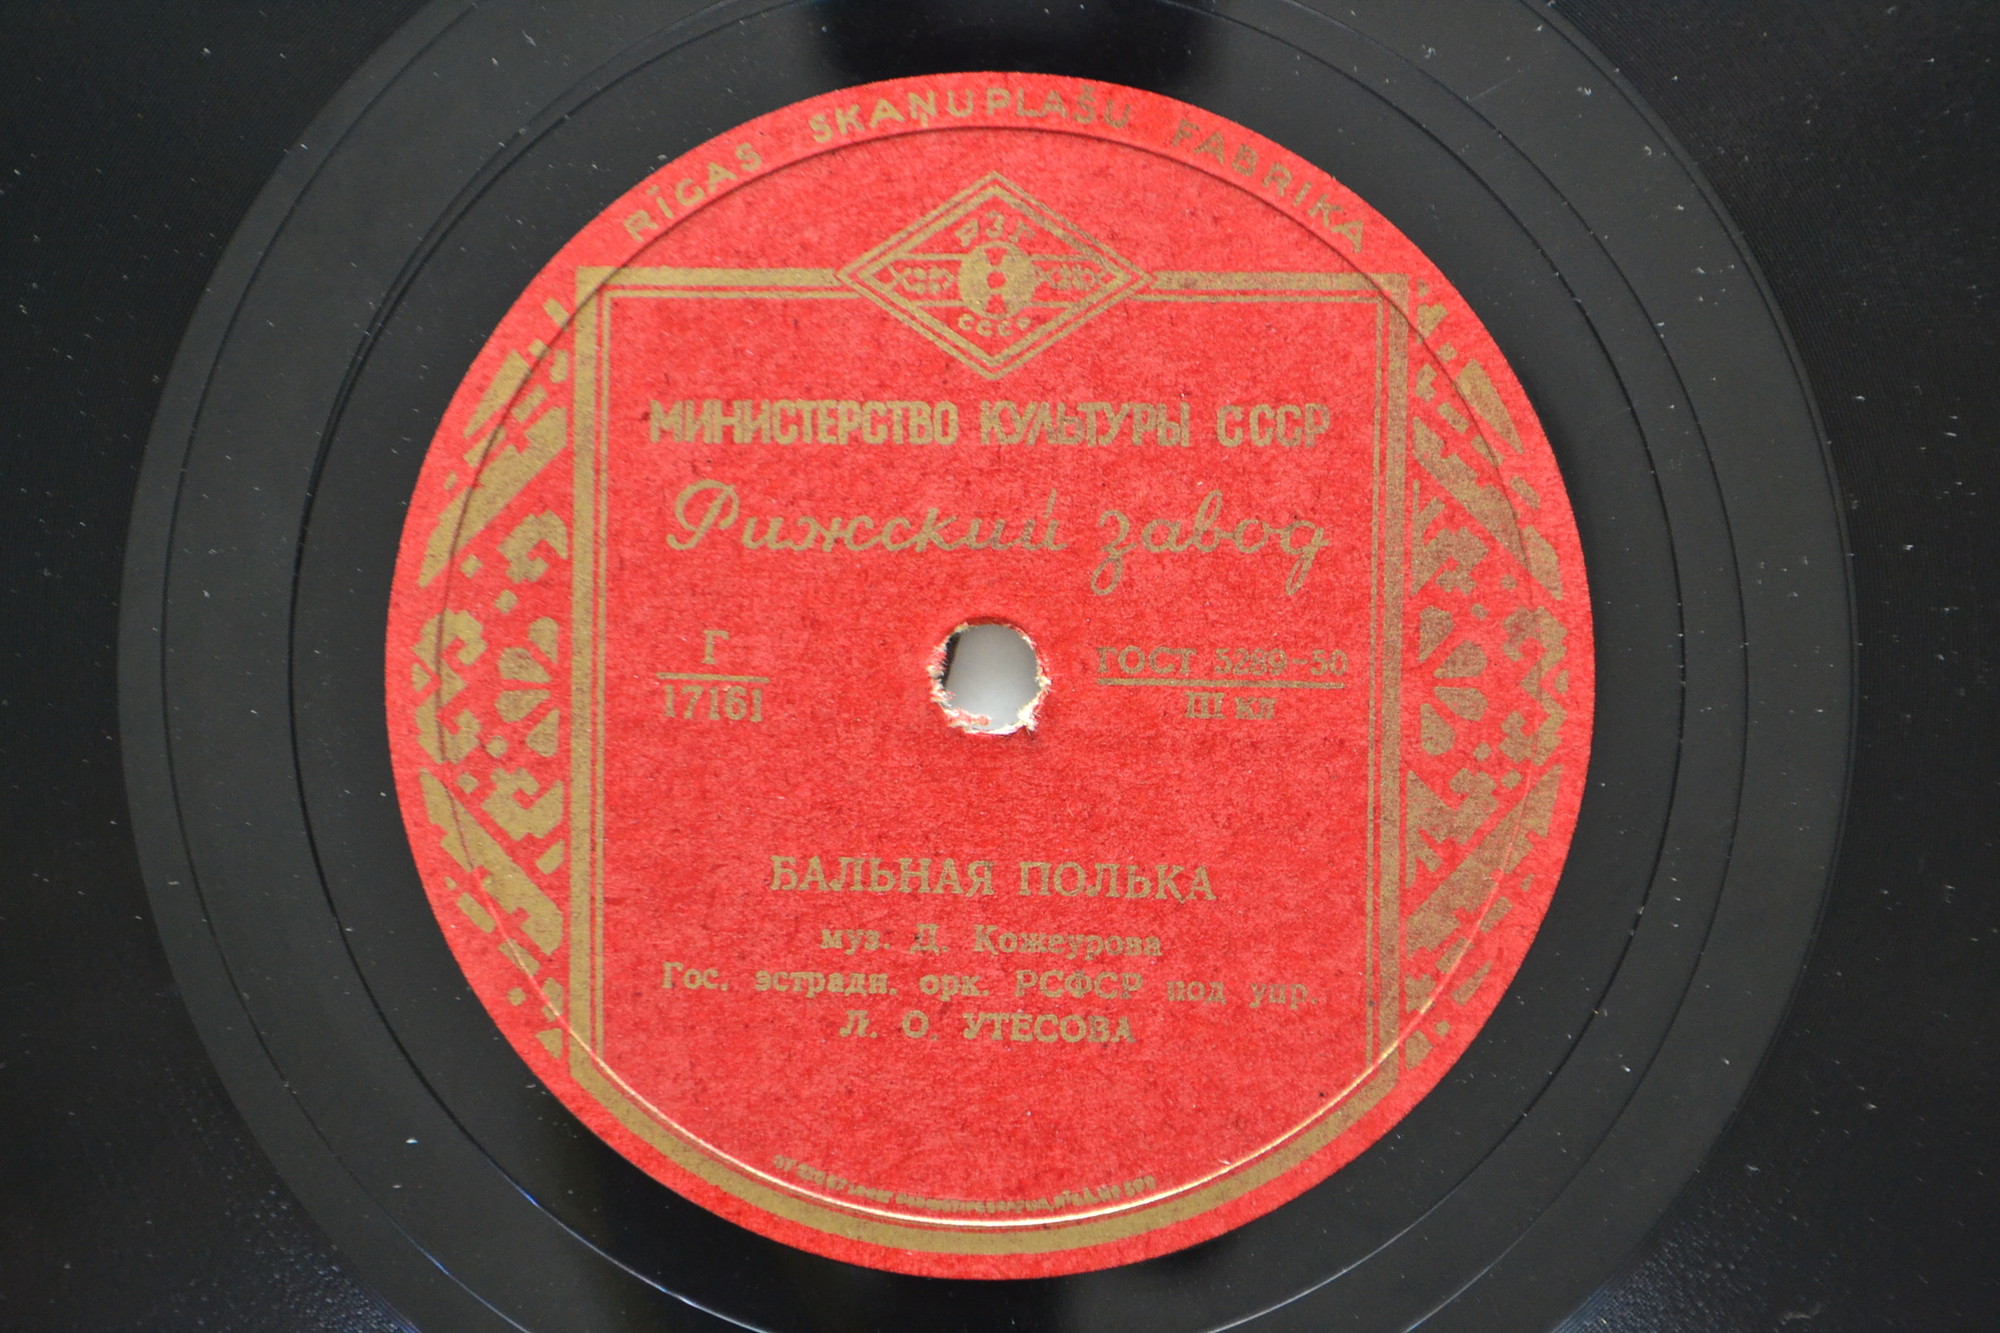 RĪGAS SKAŅUPLAŠU FABRIKA
СССР
МИНИСТЕРСТВО КУЛЬТУРЫ СССР
Рижский завод
Г
17161
ГОСТ 5289-50
III кл
БАЛЬНАЯ ПОЛЬКА
муз. Д. Кожеурова
Гос. эстрадн. орк. РСФСР под упр.
Л. О. УТЕСОВА